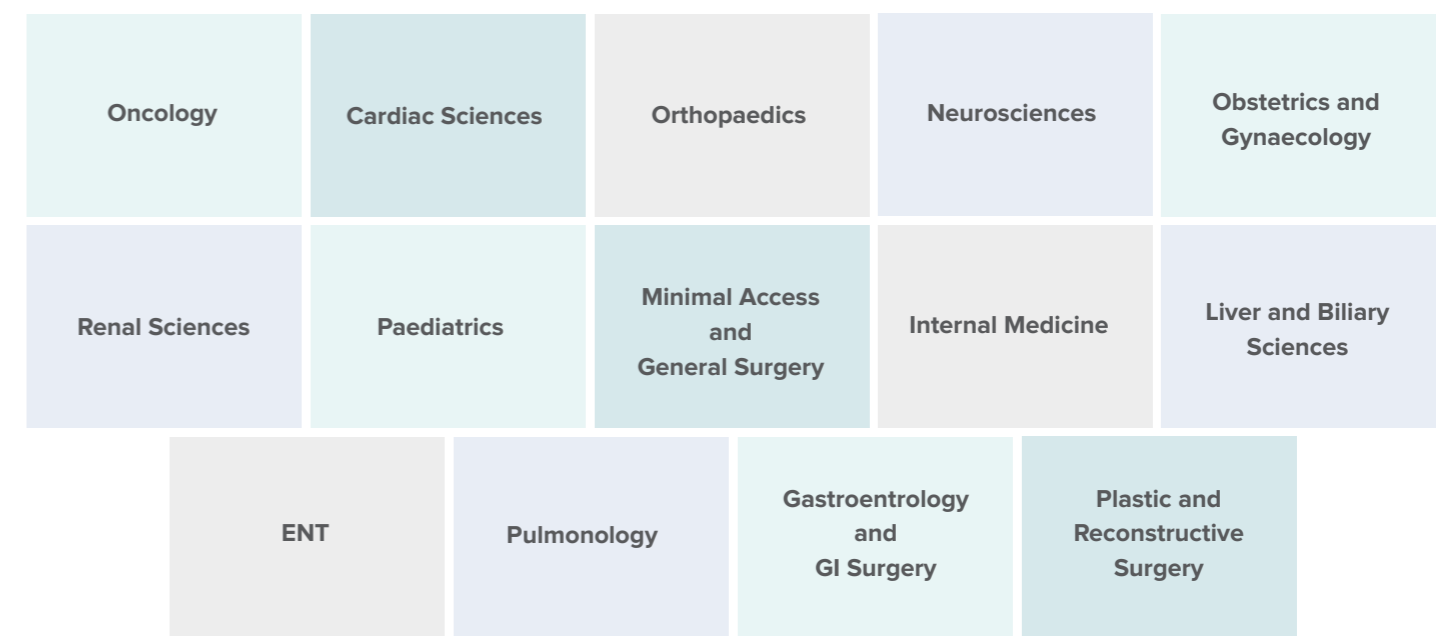 Oncology
Cardiac Sciences
Orthopaedics
Neurosciences
Obstetrics and
Gynaecology
Renal Sciences
Paediatrics
Minimal Access
and
General Surgery
Internal Medicine
Liver and Biliary
Sciences
ENT
Pulmonology
Gastroentrology
and
GI Surgery
Plastic and
Reconstructive
Surgery